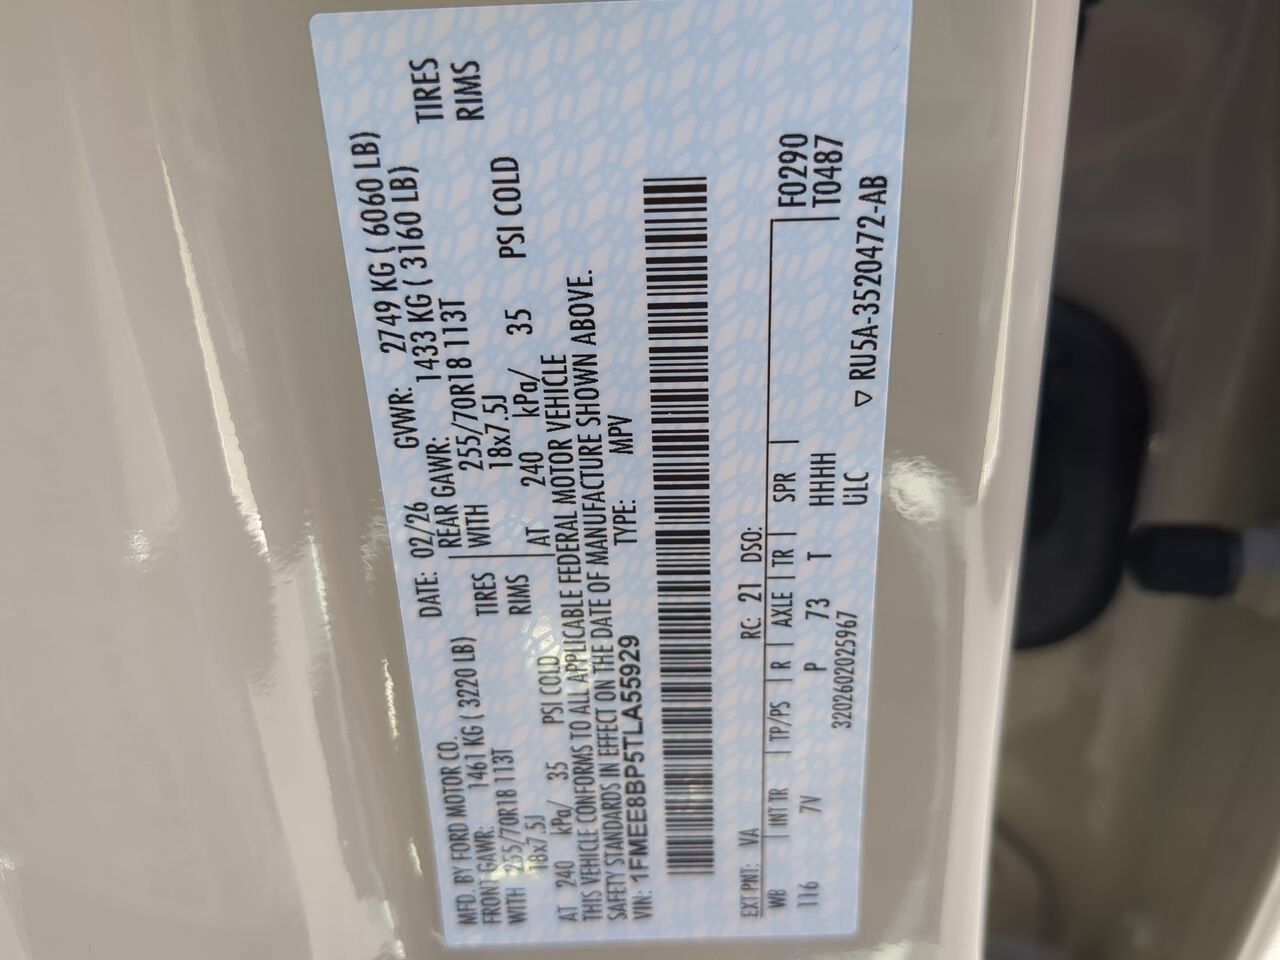 MFD. BY FORD MOTOR CO. DATE: 02/26 GVWR: 2749 KG ( 6060 LB)
FRONT GAWR: 1461 KG ( 3220 LB) REAR GAWR: 1433 KG ( 3160 LB)
WITH 255/70R18 113T TIRES WITH 255/70R18 113T TIRES
18x7.5J RIMS 18x7.5J RIMS
AT 240 kPa/ 35 PSI COLD AT 240 kPa/ 35 PSI COLD
THIS VEHICLE CONFORMS TO ALL APPLICABLE FEDERAL MOTOR VEHICLE
SAFETY STANDARDS IN EFFECT ON THE DATE OF MANUFACTURE SHOWN ABOVE.
VIN: 1FMEE8BP5TLA55929 TYPE: MPV
EXT PNT: VA RC: 21 DSO:
WB INT TR TP/PS R AXLE TR SPR F0290
116 7V P 73 T HHHH T0487
3202602025967 ULC ▽ RU5A-3520472-AB